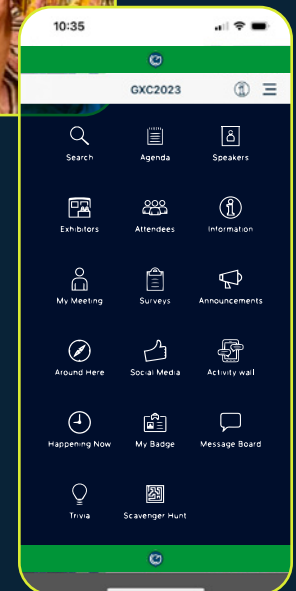 10:35
GXC2023
Search Agenda Speakers
Exhibitors Attendees Information
My Meeting Surveys Announcements
Around Here Social Media Activity wall
Happening Now My Badge Message Board
Trivia Scavenger Hunt